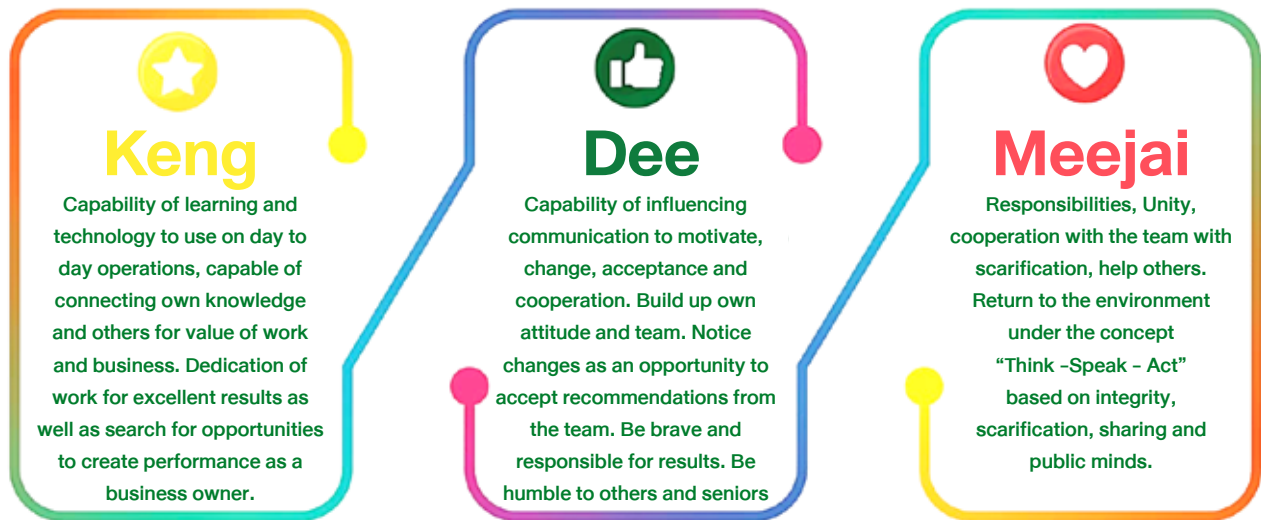 Keng
Capability of learning and
technology to use on day to
day operations, capable of
connecting own knowledge
and others for value of work
and business. Dedication of
work for excellent results as
well as search for opportunities
to create performance as a
business owner.
Dee
Capability of influencing
communication to motivate,
change, acceptance and
cooperation. Build up own
attitude and team. Notice
changes as an opportunity to
accept recommendations from
the team. Be brave and
responsible for results. Be
humble to others and seniors
Meejai
Responsibilities, Unity,
cooperation with the team with
scarification, help others.
Return to the environment
under the concept
“Think -Speak - Act”
based on integrity,
scarification, sharing and
public minds.